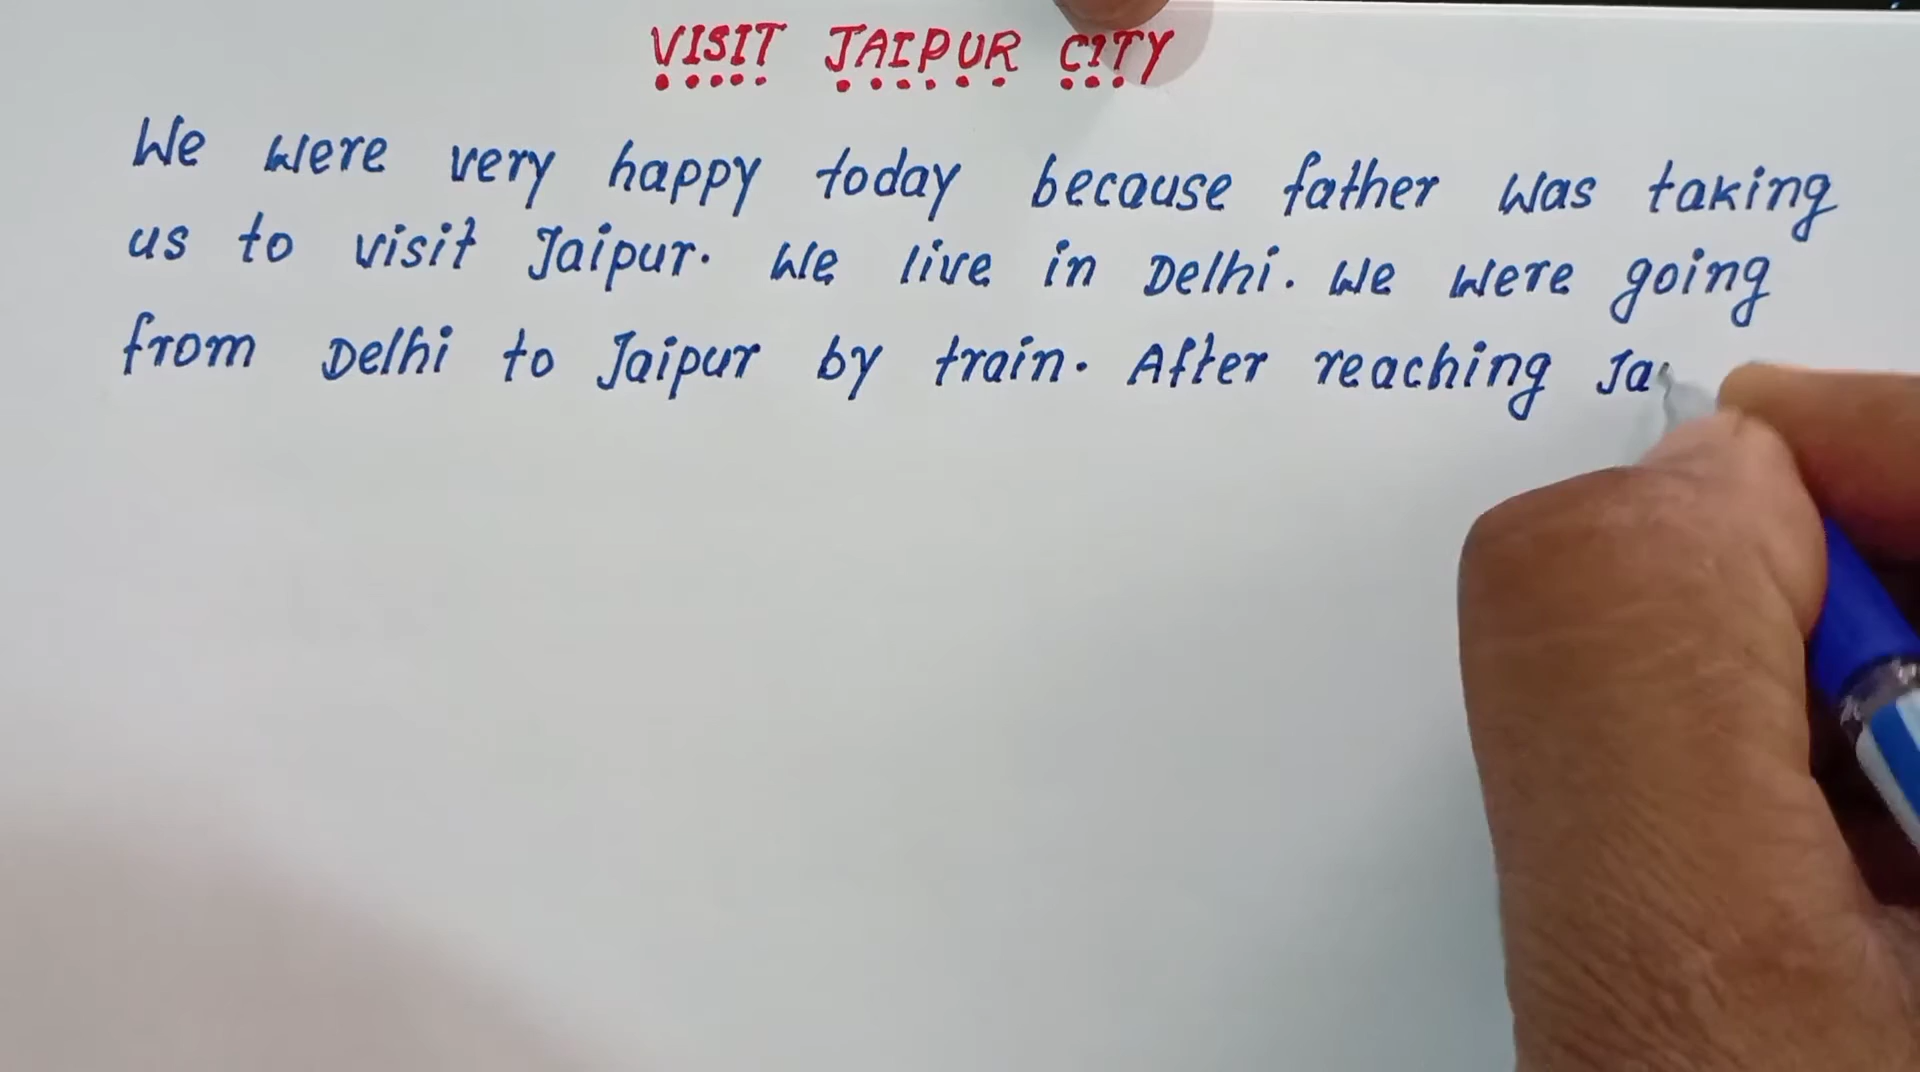 VISIT JAIPUR CITY
We were very happy today because father was taking
us to visit Jaipur. We live in Delhi. We were going
from Delhi to Jaipur by train. After reaching Ja